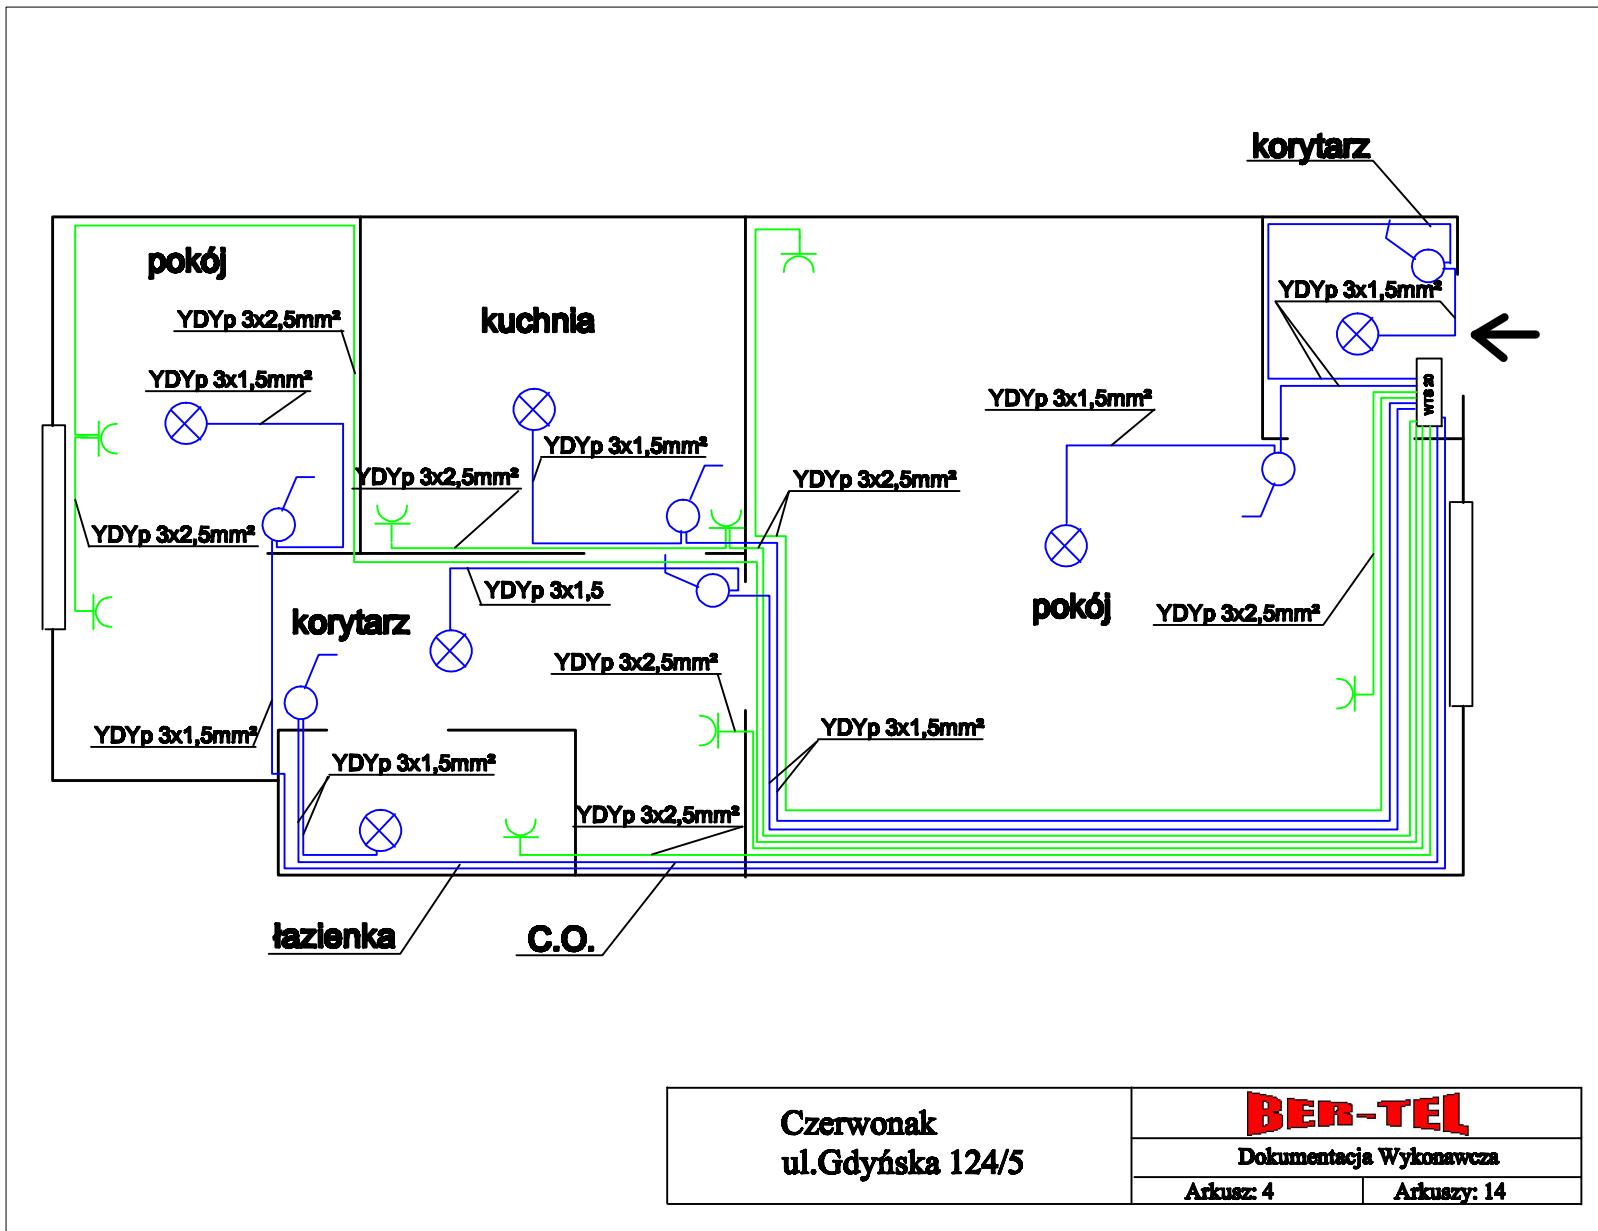 korytarz
pokój
YDYp 3x1,5mm²
YDYp 3x2,5mm²
kuchnia
YDYp 3x1,5mm²
WTS 20
YDYp 3x1,5mm²
YDYp 3x1,5mm²
YDYp 3x2,5mm²
YDYp 3x2,5mm²
YDYp 3x2,5mm²
YDYp 3x1,5
pokój
YDYp 3x2,5mm²
korytarz
YDYp 3x2,5mm²
YDYp 3x1,5mm²
YDYp 3x1,5mm²
YDYp 3x1,5mm²
YDYp 3x2,5mm²
łazienka
C.O.
Czerwonak
ul.Gdyńska 124/5
BER-TEL
Dokumentacja Wykonawcza
Arkusz: 4
Arkuszy: 14